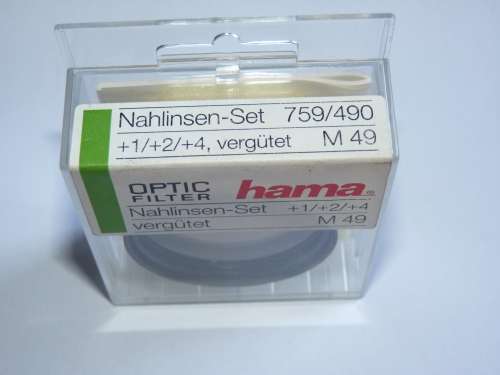 Nahlinsen-Set 759/490
+1/+2/+4, vergütet M 49
OPTIC
FILTER
hama®
Nahlinsen-Set +1/+2/+4
vergütet M 49